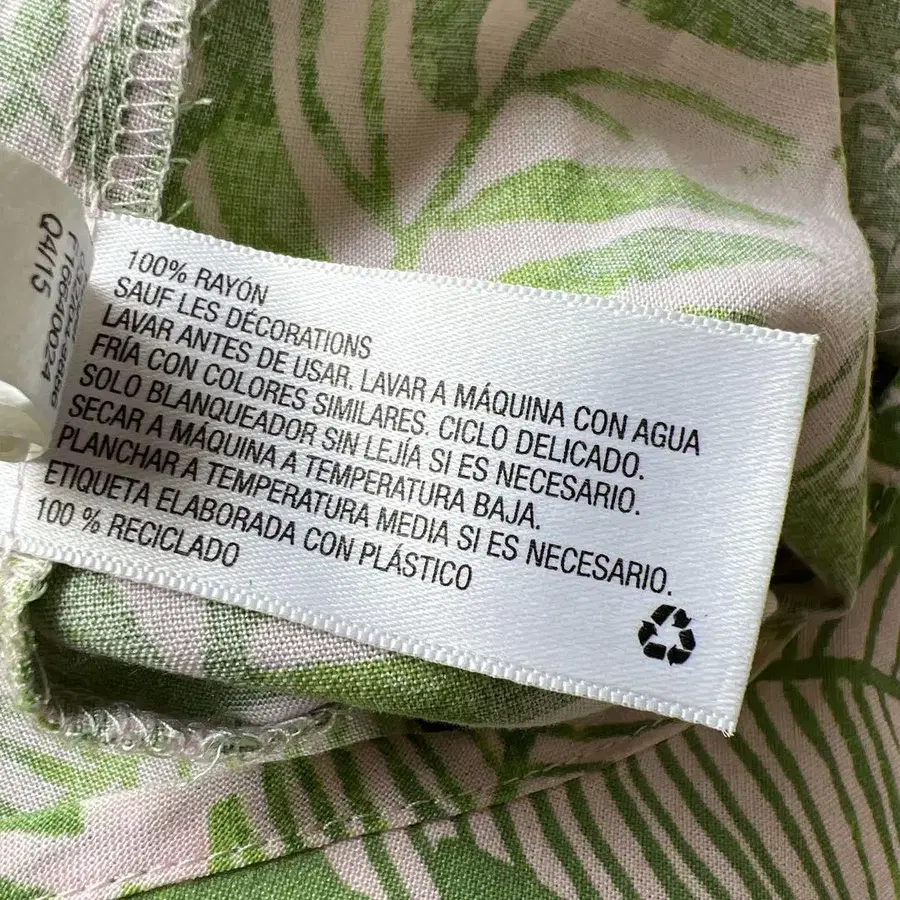 100% RAYÓN
SAUF LES DÉCORATIONS
LAVAR ANTES DE USAR. LAVAR A MÁQUINA CON AGUA
FRÍA CON COLORES SIMILARES. CICLO DELICADO.
SOLO BLANQUEADOR SIN LEJÍA SI ES NECESARIO.
SECAR A MÁQUINA A TEMPERATURA BAJA.
PLANCHAR A TEMPERATURA MEDIA SI ES NECESARIO.
ETIQUETA ELABORADA CON PLÁSTICO
100 % RECICLADO
Q4/15